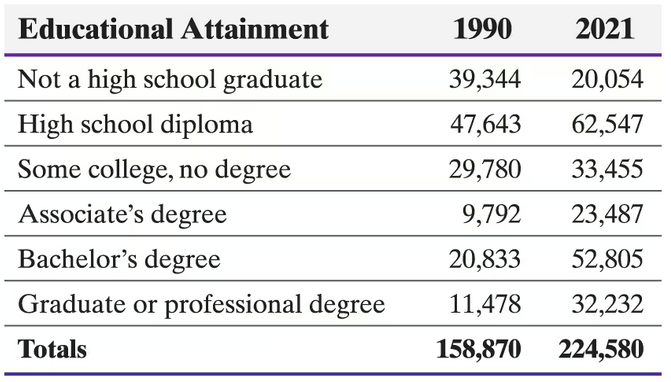 Educational Attainment 1990 2021
Not a high school graduate 39,344 20,054
High school diploma 47,643 62,547
Some college, no degree 29,780 33,455
Associate’s degree 9,792 23,487
Bachelor’s degree 20,833 52,805
Graduate or professional degree 11,478 32,232
Totals 158,870 224,580